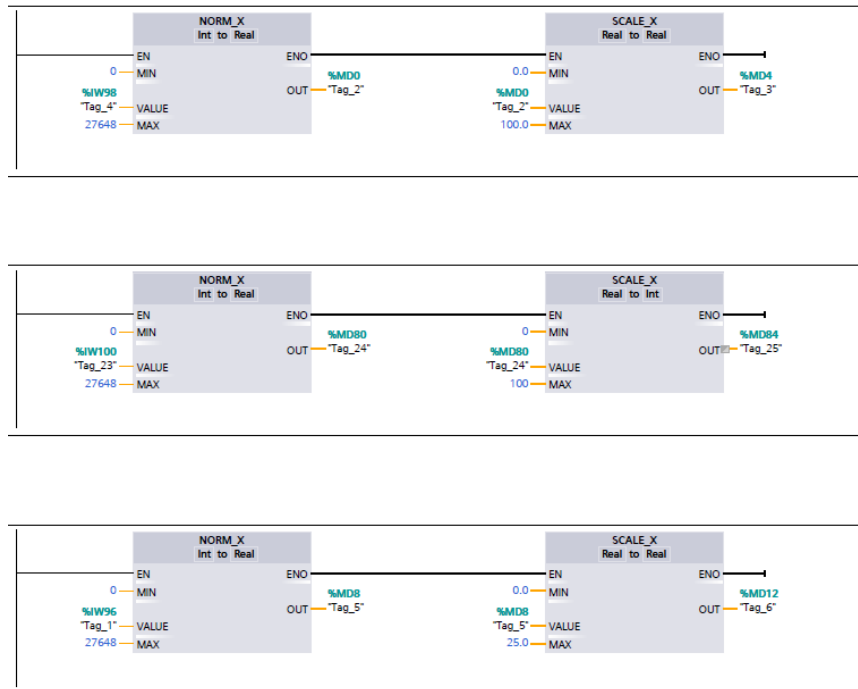 NORM_X
Int to Real
SCALE_X
Real to Real
EN
ENO
EN
ENO
0
MIN
%MD0
0.0
MIN
%MD4
%IW98
OUT
"Tag_2"
%MD0
OUT
"Tag_3"
"Tag_4"
VALUE
"Tag_2"
VALUE
27648
MAX
100.0
MAX
NORM_X
Int to Real
SCALE_X
Real to Int
EN
ENO
EN
ENO
0
MIN
%MD80
0
MIN
%MD84
%IW100
OUT
"Tag_24"
%MD80
OUT
"Tag_25"
"Tag_23"
VALUE
"Tag_24"
VALUE
27648
MAX
100
MAX
NORM_X
Int to Real
SCALE_X
Real to Real
EN
ENO
EN
ENO
0
MIN
%MD8
0.0
MIN
%MD12
%IW96
OUT
"Tag_5"
%MD8
OUT
"Tag_6"
"Tag_1"
VALUE
"Tag_5"
VALUE
27648
MAX
25.0
MAX